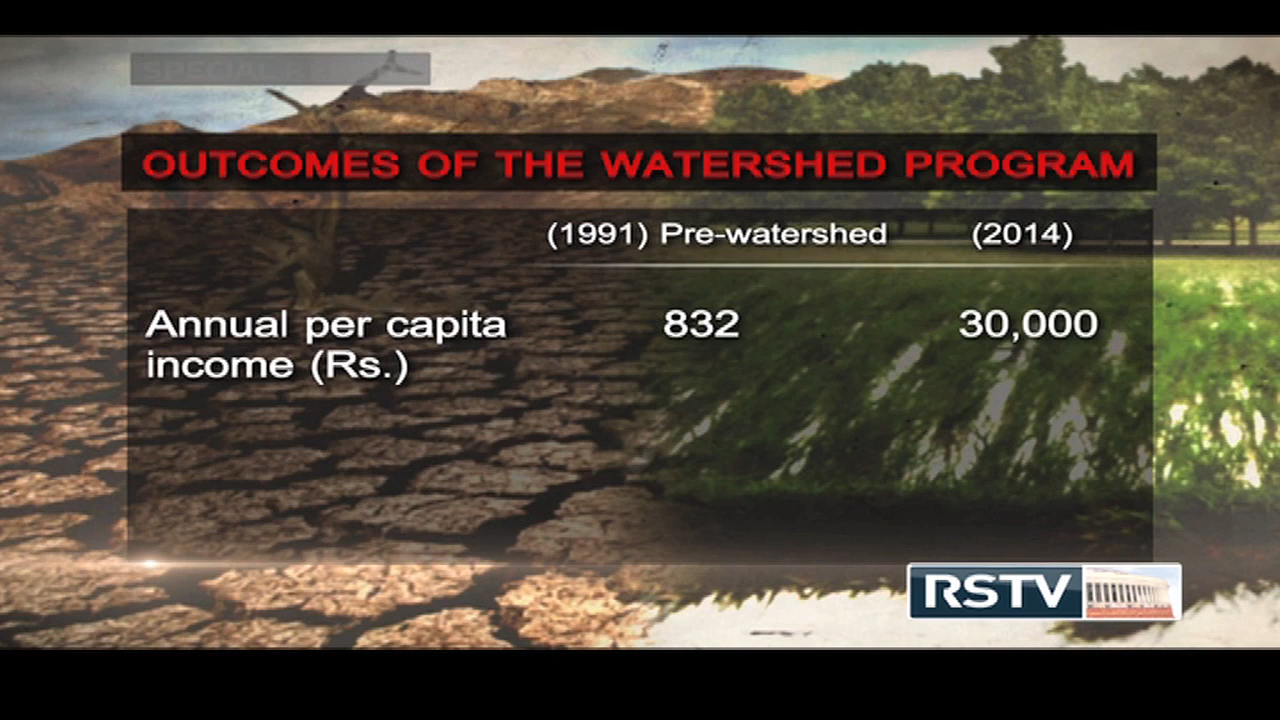 OUTCOMES OF THE WATERSHED PROGRAM
(1991) Pre-watershed (2014)
Annual per capita 832 30,000
income (Rs.)
RSTV